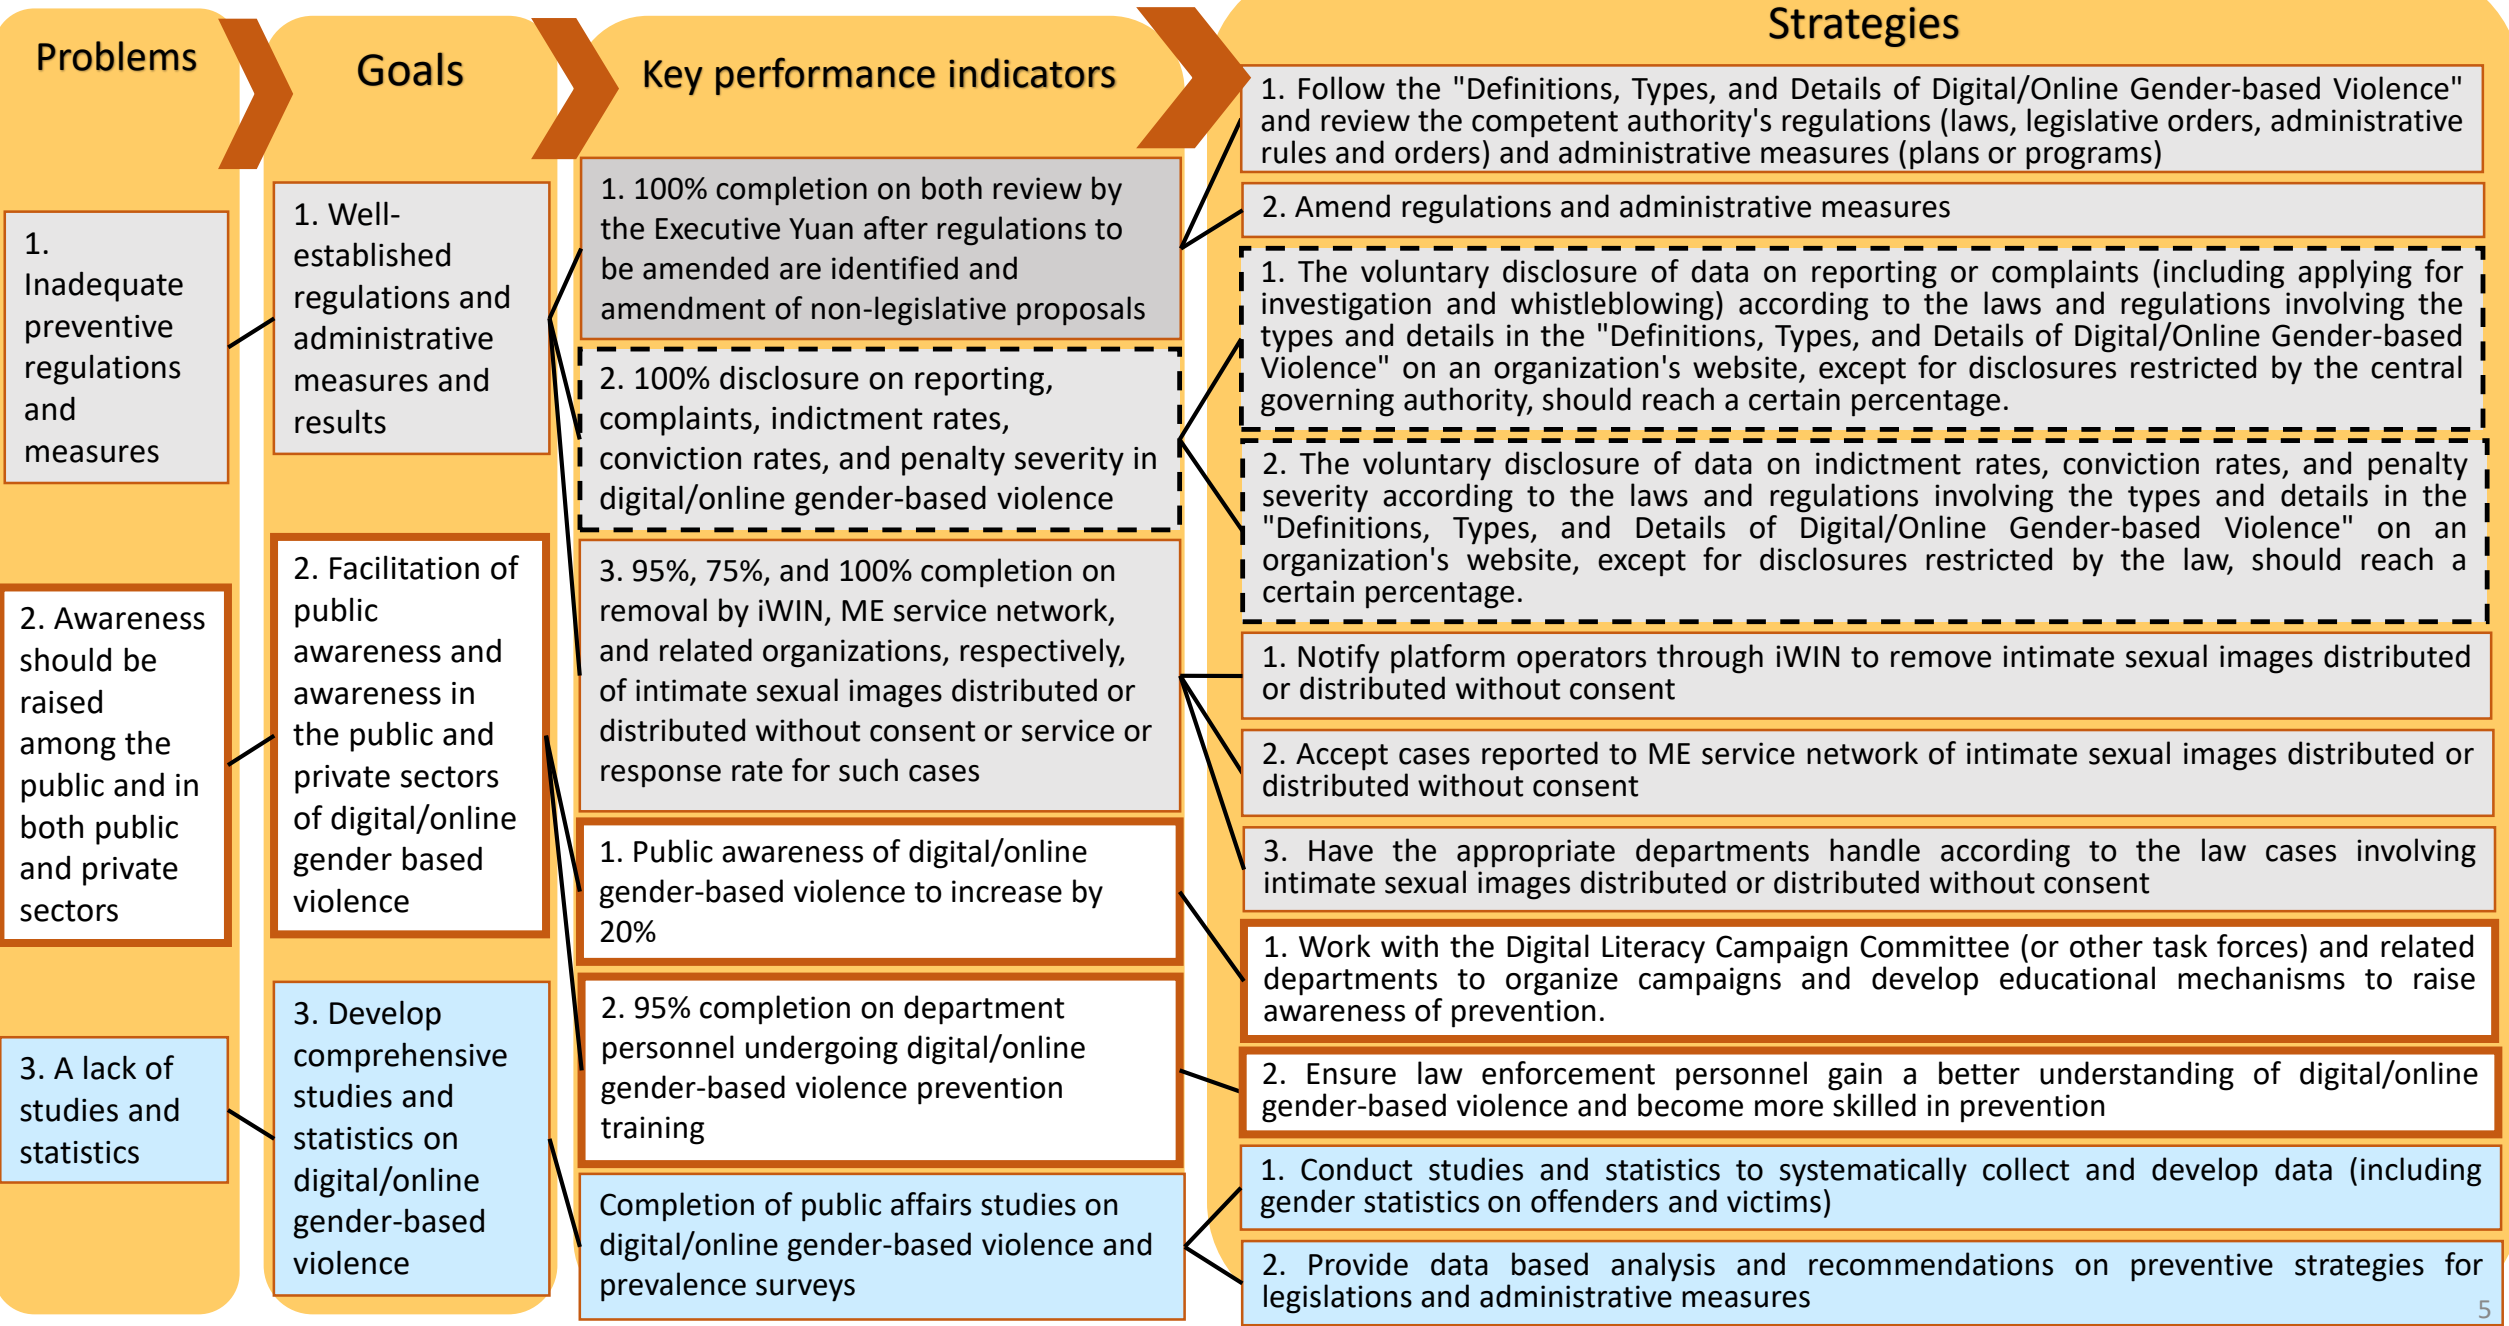 Problems
Goals
Key performance indicators
Strategies
1.
Inadequate
preventive
regulations
and
measures
2. Awareness
should be
raised
among the
public and in
both public
and private
sectors
3. A lack of
studies and
statistics
1. Well-
established
regulations and
administrative
measures and
results
2. Facilitation of
public
awareness and
awareness in
the public and
private sectors
of digital/online
gender based
violence
3. Develop
comprehensive
studies and
statistics on
digital/online
gender-based
violence
1. 100% completion on both review by
the Executive Yuan after regulations to
be amended are identified and
amendment of non-legislative proposals
2. 100% disclosure on reporting,
complaints, indictment rates,
conviction rates, and penalty severity in
digital/online gender-based violence
3. 95%, 75%, and 100% completion on
removal by iWIN, ME service network,
and related organizations, respectively,
of intimate sexual images distributed or
distributed without consent or service or
response rate for such cases
1. Public awareness of digital/online
gender-based violence to increase by
20%
2. 95% completion on department
personnel undergoing digital/online
gender-based violence prevention
training
Completion of public affairs studies on
digital/online gender-based violence and
prevalence surveys
1. Follow the "Definitions, Types, and Details of Digital/Online Gender-based Violence"
and review the competent authority's regulations (laws, legislative orders, administrative
rules and orders) and administrative measures (plans or programs)
2. Amend regulations and administrative measures
1. The voluntary disclosure of data on reporting or complaints (including applying for
investigation and whistleblowing) according to the laws and regulations involving the
types and details in the "Definitions, Types, and Details of Digital/Online Gender-based
Violence" on an organization's website, except for disclosures restricted by the central
governing authority, should reach a certain percentage.
2. The voluntary disclosure of data on indictment rates, conviction rates, and penalty
severity according to the laws and regulations involving the types and details in the
"Definitions, Types, and Details of Digital/Online Gender-based Violence" on an
organization's website, except for disclosures restricted by the law, should reach a
certain percentage.
1. Notify platform operators through iWIN to remove intimate sexual images distributed
or distributed without consent
2. Accept cases reported to ME service network of intimate sexual images distributed or
distributed without consent
3. Have the appropriate departments handle according to the law cases involving
intimate sexual images distributed or distributed without consent
1. Work with the Digital Literacy Campaign Committee (or other task forces) and related
departments to organize campaigns and develop educational mechanisms to raise
awareness of prevention.
2. Ensure law enforcement personnel gain a better understanding of digital/online
gender-based violence and become more skilled in prevention
1. Conduct studies and statistics to systematically collect and develop data (including
gender statistics on offenders and victims)
2. Provide data based analysis and recommendations on preventive strategies for
legislations and administrative measures
5